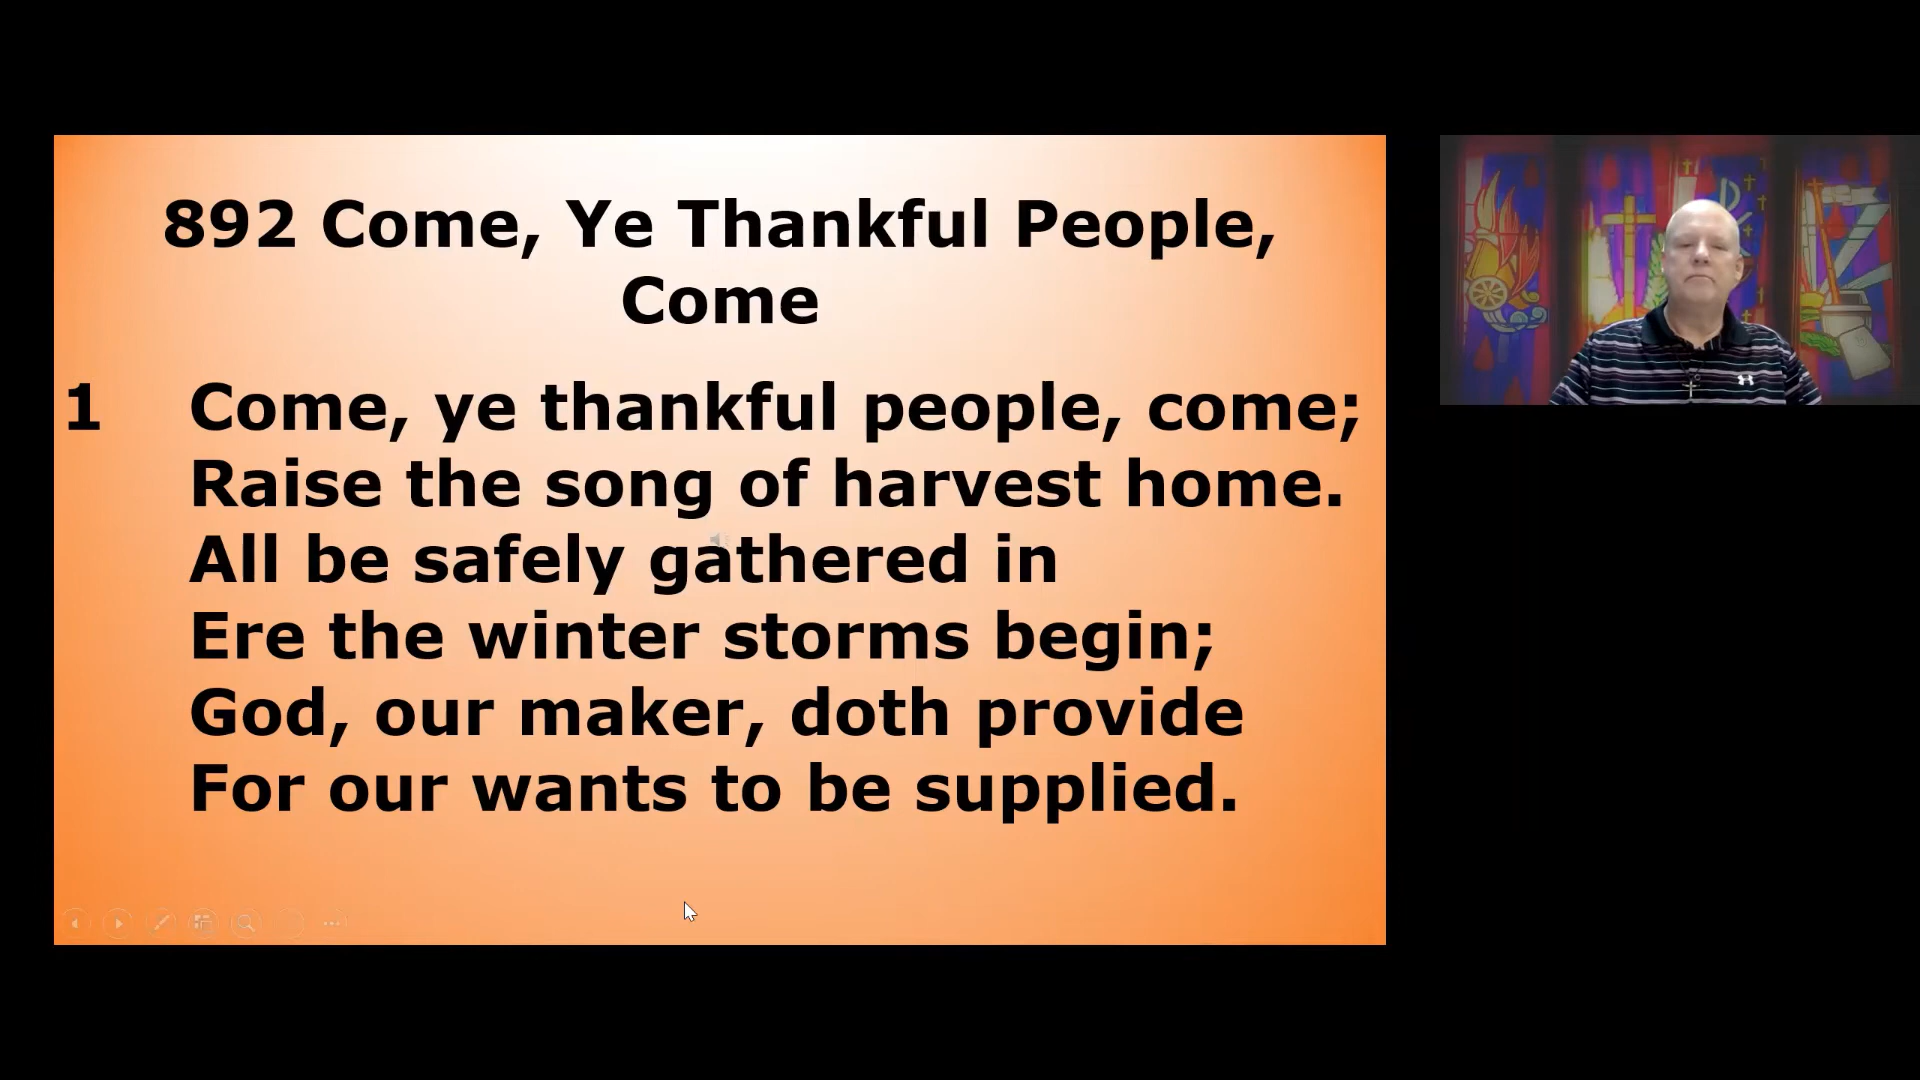 892 Come, Ye Thankful People,
Come
1 Come, ye thankful people, come;
Raise the song of harvest home.
All be safely gathered in
Ere the winter storms begin;
God, our maker, doth provide
For our wants to be supplied.